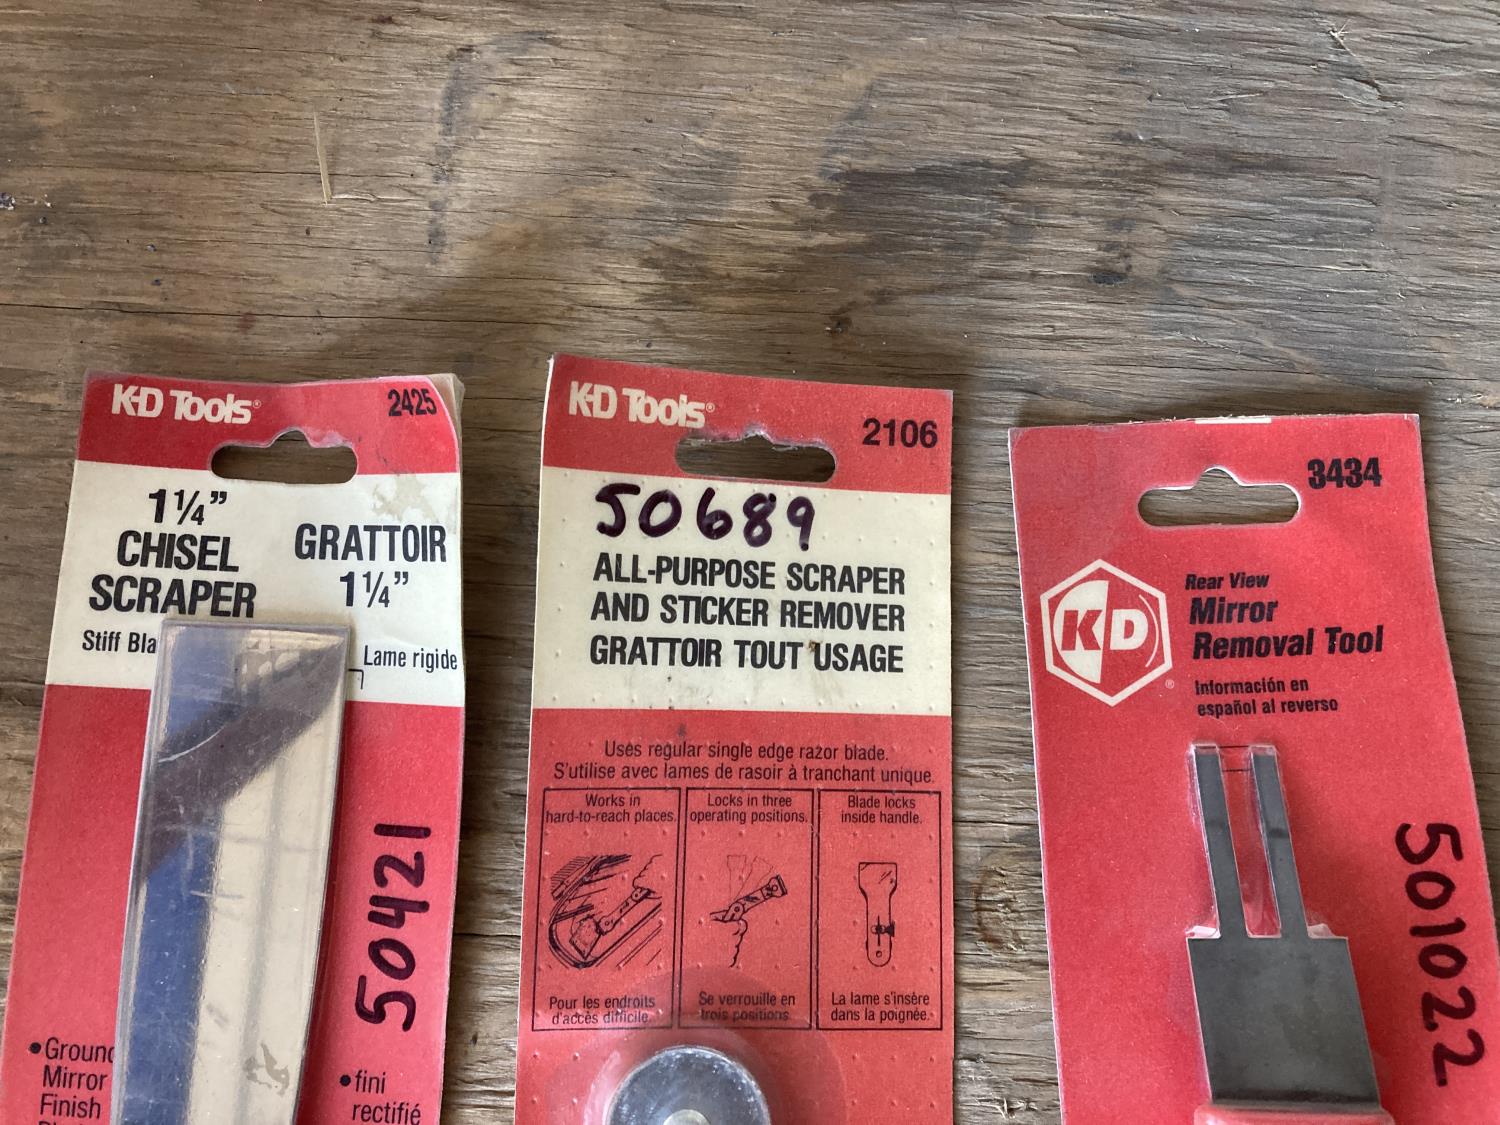 K-D Tools®
2425
1¼”
CHISEL
SCRAPER
Stiff Bla
GRATTOIR
1¼”
Lame rigide
50421
•Ground
Mirror
Finish
•fini
rectifié
K-D Tools®
2106
50689
ALL-PURPOSE SCRAPER
AND STICKER REMOVER
GRATTOIR TOUT USAGE
Uses regular single edge razor blade.
S'utilise avec lames de rasoir à tranchant unique.
Works in
hard-to-reach places.
Pour les endroits
d'accès difficile.
Locks in three
operating positions.
Se verrouille en
trois positions.
Blade locks
inside handle.
La lame s'insère
dans la poignée.
3434
KD
®
Rear View
Mirror
Removal Tool
Información en
español al reverso
501022